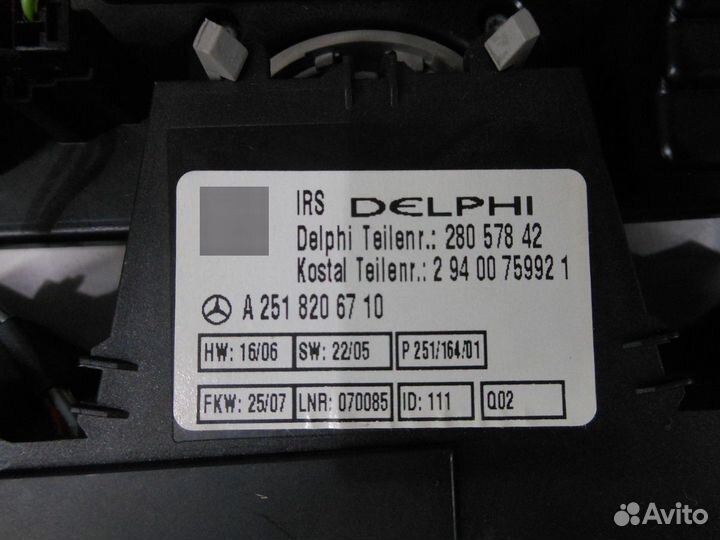 IRS DELPHI
Delphi Teilenr.: 280 578 42
Kostal Teilenr.: 2 94 00 75992 1
A 251 820 67 10
HW: 16/06 SW: 22/05 P 251/164/01
FKW: 25/07 LNR: 070085 ID: 111 Q02
Avito